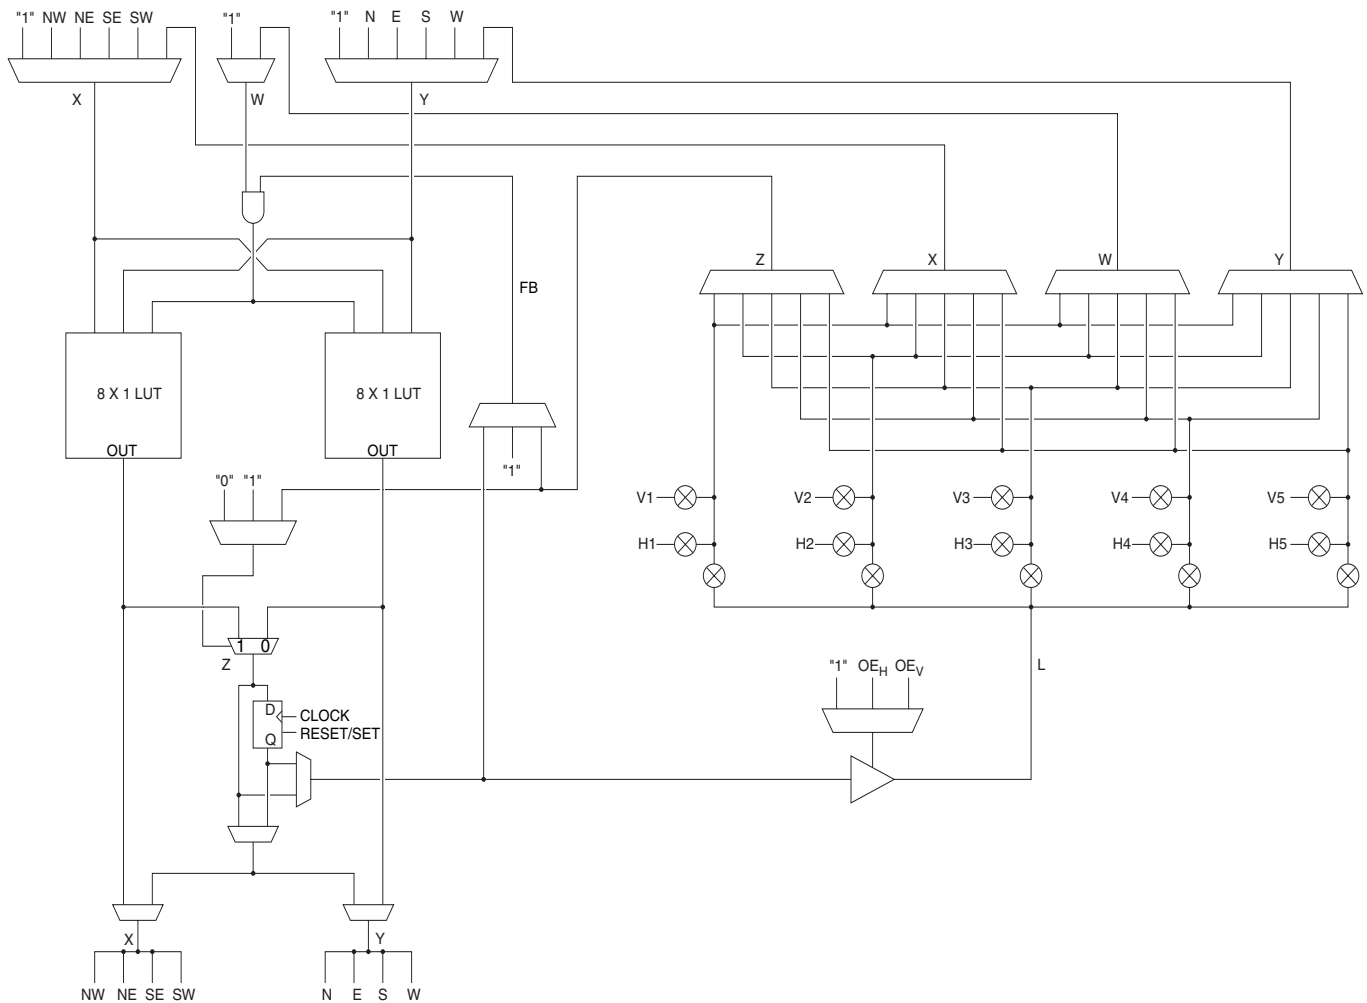 "1" NW NE SE SW
"1"
"1" N E S W
X
W
Y
Z
X
W
Y
FB
8 X 1 LUT
OUT
8 X 1 LUT
OUT
"1"
"0" "1"
V1
V2
V3
V4
V5
H1
H2
H3
H4
H5
1 0
Z
"1" OEH OEV
L
D
CLOCK
RESET/SET
Q
X
Y
NW NE SE SW
N E S W